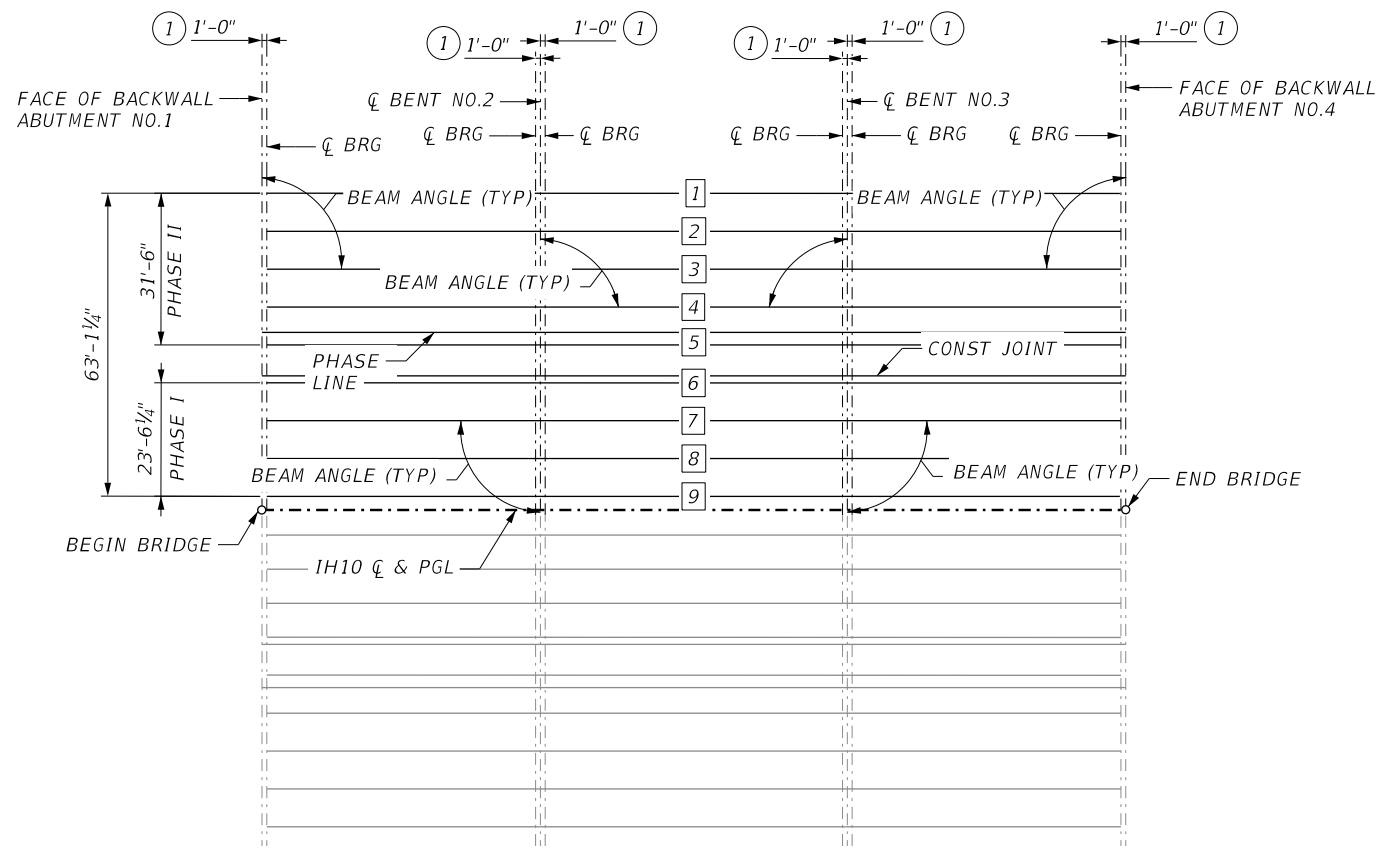 1 1'-0"
1'-0" 1
1 1'-0"
1'-0" 1
1 1'-0"
1'-0" 1
FACE OF BACKWALL
ABUTMENT NO.1
℄ BENT NO.2
℄ BENT NO.3
FACE OF BACKWALL
ABUTMENT NO.4
℄ BRG
℄ BRG
℄ BRG
℄ BRG
℄ BRG
℄ BRG
BEAM ANGLE (TYP)
1
BEAM ANGLE (TYP)
2
3
BEAM ANGLE (TYP)
4
5
PHASE
LINE
CONST JOINT
6
7
8
BEAM ANGLE (TYP)
BEAM ANGLE (TYP)
9
END BRIDGE
BEGIN BRIDGE
IH10 ℄ & PGL
63'-1¼"
31'-6"
PHASE II
23'-6¼"
PHASE I